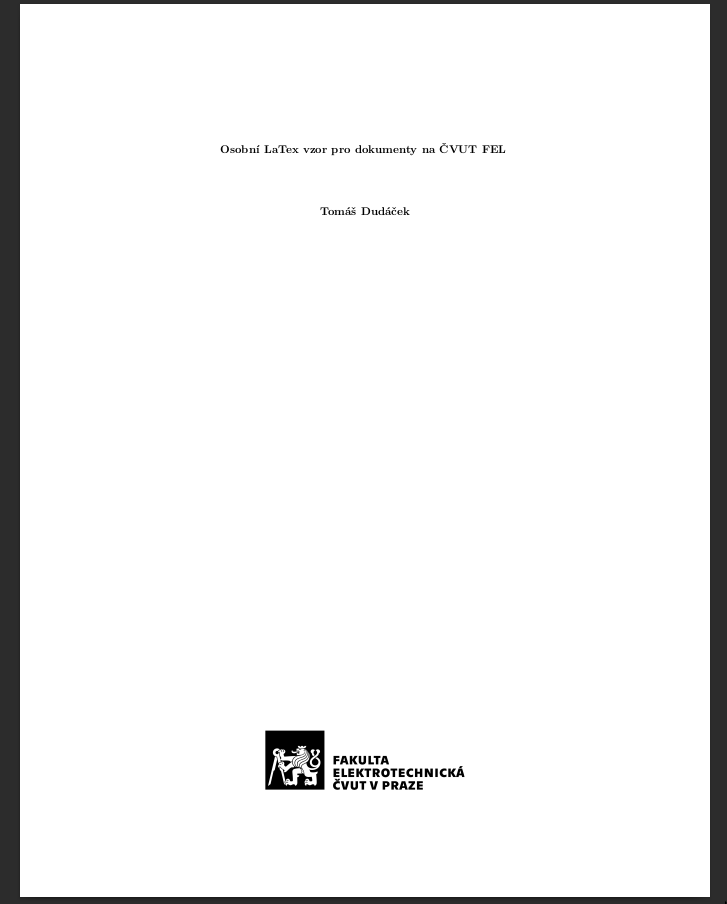 Osobní LaTex vzor pro dokumenty na ČVUT FEL
Tomáš Dudáček
FAKULTA
ELEKTROTECHNICKÁ
ČVUT V PRAZE